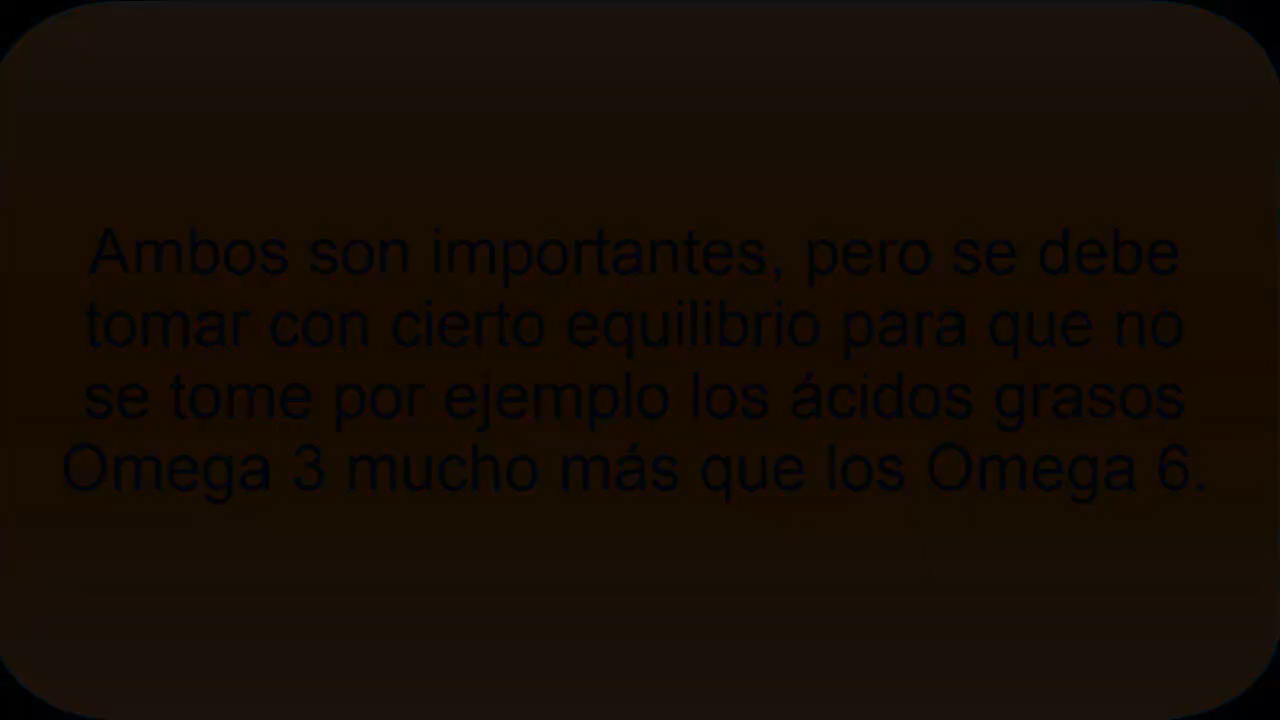 Ambos son importantes, pero se debe
tomar con cierto equilibrio para que no
se tome por ejemplo los ácidos grasos
Omega 3 mucho más que los Omega 6.